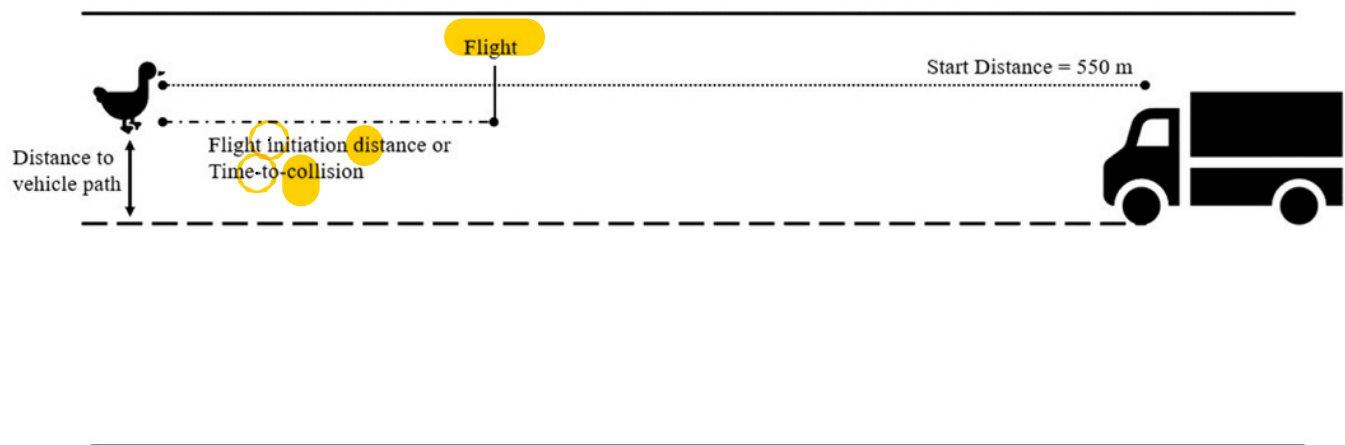 Flight
Start Distance = 550 m
Flight initiation distance or
Time-to-collision
Distance to
vehicle path